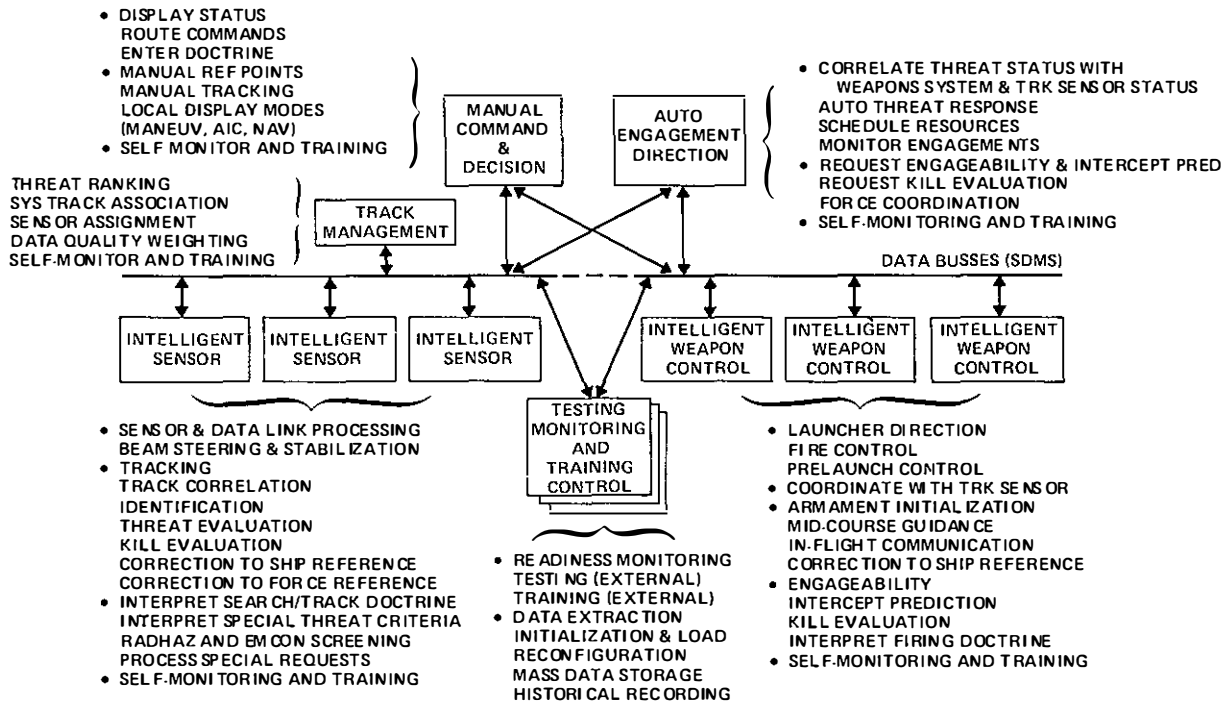 • DISPLAY STATUS
ROUTE COMMANDS
ENTER DOCTRINE
• MANUAL REF POINTS
MANUAL TRACKING
LOCAL DISPLAY MODES
(MANEUV, AIC, NAV)
• SELF MONITOR AND TRAINING
MANUAL
COMMAND
&
DECISION
AUTO
ENGAGEMENT
DIRECTION
• CORRELATE THREAT STATUS WITH
WEAPONS SYSTEM & TRK SENSOR STATUS
AUTO THREAT RESPONSE
SCHEDULE RESOURCES
MONITOR ENGAGEMENTS
• REQUEST ENGAGEABILITY & INTERCEPT PRED
REQUEST KILL EVALUATION
FORCE COORDINATION
• SELF-MONITORING AND TRAINING
THREAT RANKING
SYS TRACK ASSOCIATION
SENSOR ASSIGNMENT
DATA QUALITY WEIGHTING
SELF-MONITOR AND TRAINING
TRACK
MANAGEMENT
DATA BUSSES (SDMS)
INTELLIGENT
SENSOR
INTELLIGENT
SENSOR
INTELLIGENT
SENSOR
INTELLIGENT
WEAPON
CONTROL
INTELLIGENT
WEAPON
CONTROL
INTELLIGENT
WEAPON
CONTROL
TESTING
MONITORING
AND
TRAINING
CONTROL
• SENSOR & DATA LINK PROCESSING
BEAM STEERING & STABILIZATION
• TRACKING
TRACK CORRELATION
IDENTIFICATION
THREAT EVALUATION
KILL EVALUATION
CORRECTION TO SHIP REFERENCE
CORRECTION TO FORCE REFERENCE
• INTERPRET SEARCH/TRACK DOCTRINE
INTERPRET SPECIAL THREAT CRITERIA
RADHAZ AND EMCON SCREENING
PROCESS SPECIAL REQUESTS
• SELF-MONITORING AND TRAINING
• READINESS MONITORING
TESTING (EXTERNAL)
TRAINING (EXTERNAL)
• DATA EXTRACTION
INITIALIZATION & LOAD
RECONFIGURATION
MASS DATA STORAGE
HISTORICAL RECORDING
• LAUNCHER DIRECTION
FIRE CONTROL
PRELAUNCH CONTROL
• COORDINATE WITH TRK SENSOR
• ARMAMENT INITIALIZATION
MID-COURSE GUIDANCE
IN-FLIGHT COMMUNICATION
CORRECTION TO SHIP REFERENCE
• ENGAGEABILITY
INTERCEPT PREDICTION
KILL EVALUATION
INTERPRET FIRING DOCTRINE
• SELF-MONITORING AND TRAINING